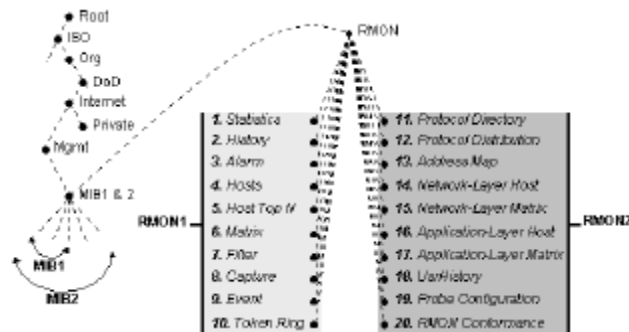 Root
ISO
Org
DoD
Internet
Private
Mgmt
MIB1 & 2
MIB1
MIB2
RMON
RMON1
1. Statistics
2. History
3. Alarm
4. Hosts
5. Host Top N
6. Matrix
7. Filter
8. Capture
9. Event
10. Token Ring
11. Protocol Directory
12. Protocol Distribution
13. Address Map
14. Network-Layer Host
15. Network-Layer Matrix
16. Application-Layer Host
17. Application-Layer Matrix
18. UsrHistory
19. Probe Configuration
20. RMON Conformance
RMON2